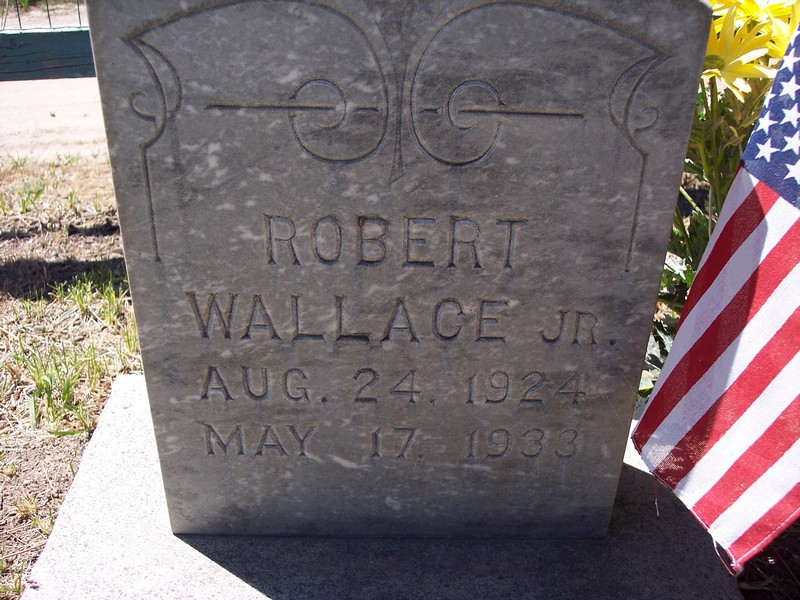 ROBERT
WALLACE JR.
AUG. 24. 1924
MAY 17. 1933